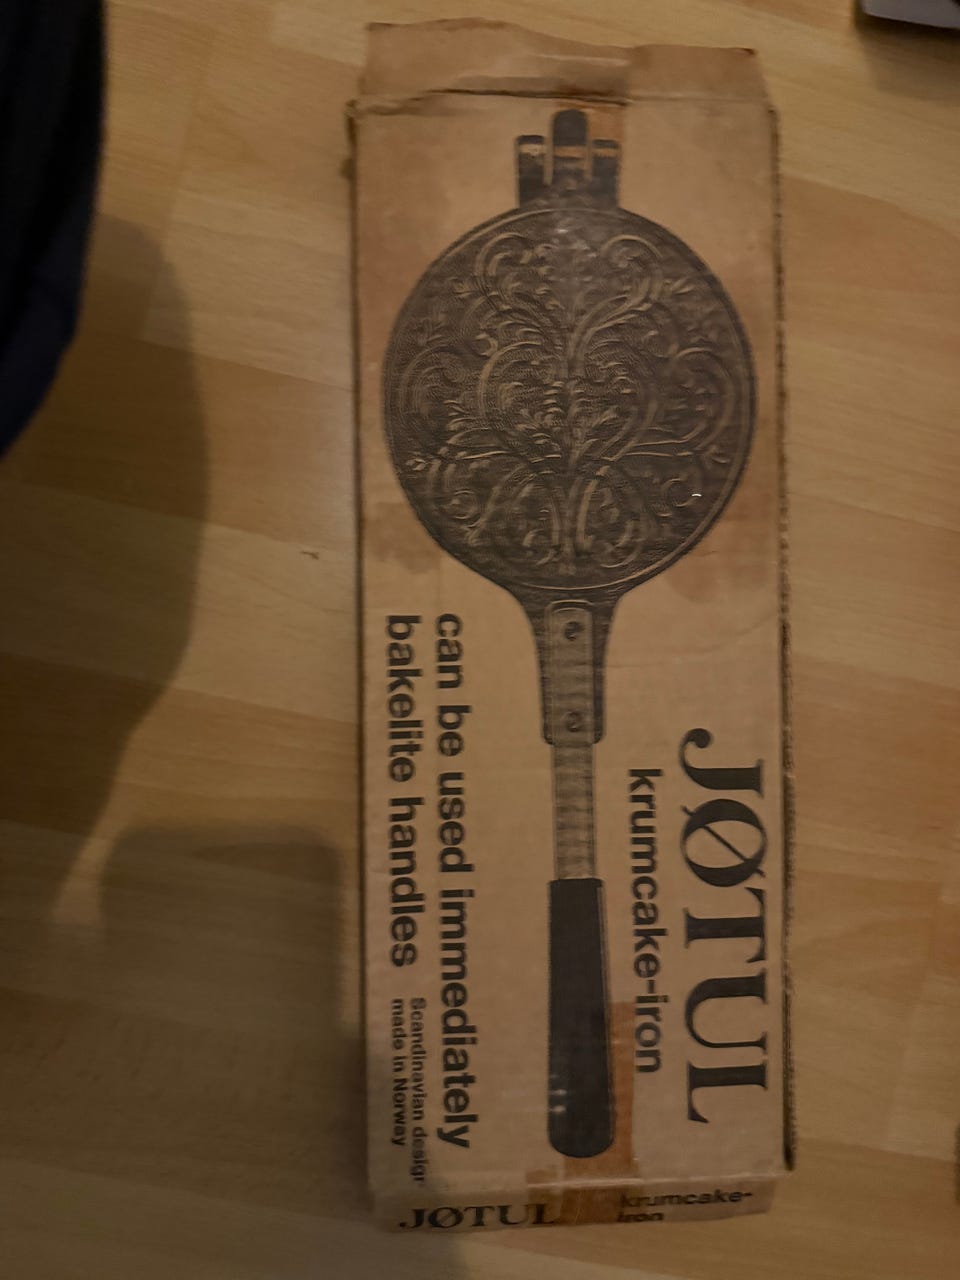 JØTUL
krumcake-iron
can be used immediately
bakelite handles
Scandinavian design
made in Norway
JØTUL
krumcake-
iron